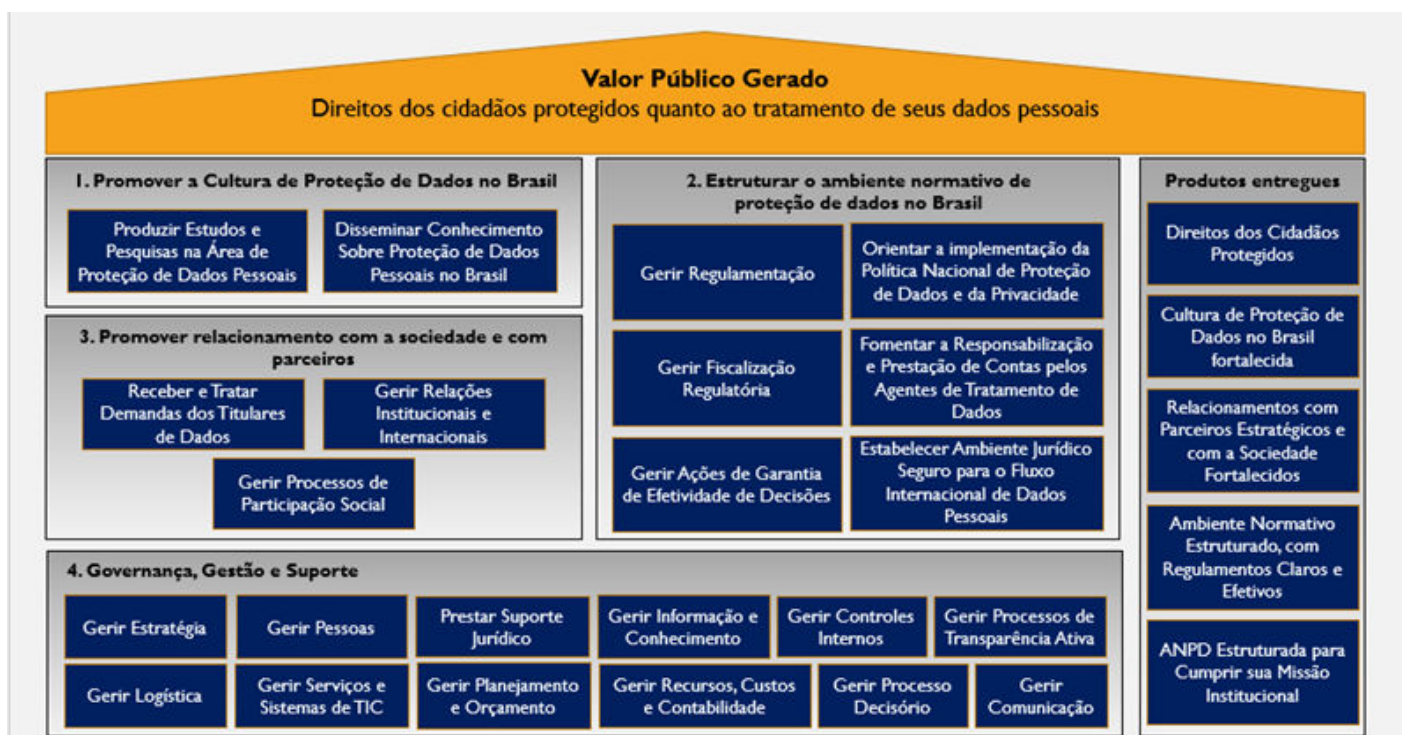 Valor Público Gerado
Direitos dos cidadãos protegidos quanto ao tratamento de seus dados pessoais
1. Promover a Cultura de Proteção de Dados no Brasil
Produzir Estudos e
Pesquisas na Área de
Proteção de Dados Pessoais
Disseminar Conhecimento
Sobre Proteção de Dados
Pessoais no Brasil
2. Estruturar o ambiente normativo de
proteção de dados no Brasil
Gerir Regulamentação
Orientar a implementação da
Política Nacional de Proteção
de Dados e da Privacidade
Gerir Fiscalização
Regulatória
Fomentar a Responsabilização
e Prestação de Contas pelos
Agentes de Tratamento de
Dados
Gerir Ações de Garantia
de Efetividade de Decisões
Estabelecer Ambiente Jurídico
Seguro para o Fluxo
Internacional de Dados
Pessoais
3. Promover relacionamento com a sociedade e com
parceiros
Receber e Tratar
Demandas dos Titulares
de Dados
Gerir Relações
Institucionais e
Internacionais
Gerir Processos de
Participação Social
4. Governança, Gestão e Suporte
Gerir Estratégia
Gerir Pessoas
Prestar Suporte
Jurídico
Gerir Informação e
Conhecimento
Gerir Controles
Internos
Gerir Processos de
Transparência Ativa
Gerir Logística
Gerir Serviços e
Sistemas de TIC
Gerir Planejamento
e Orçamento
Gerir Recursos, Custos
e Contabilidade
Gerir Processo
Decisório
Gerir
Comunicação
Produtos entregues
Direitos dos Cidadãos
Protegidos
Cultura de Proteção de
Dados no Brasil
fortalecida
Relacionamentos com
Parceiros Estratégicos e
com a Sociedade
Fortalecidos
Ambiente Normativo
Estruturado, com
Regulamentos Claros e
Efetivos
ANPD Estruturada para
Cumprir sua Missão
Institucional